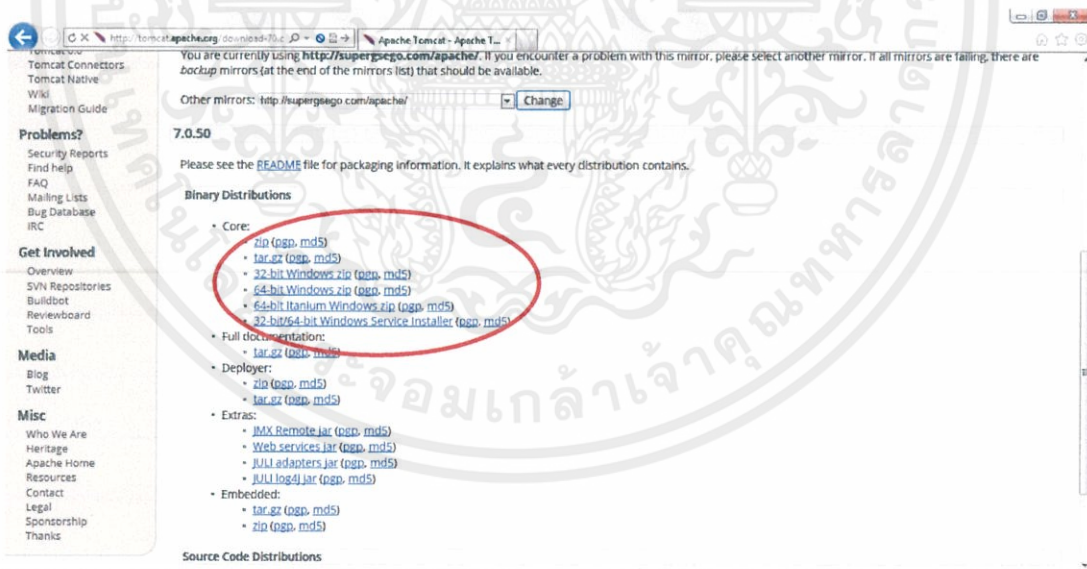 http://tomcat.apache.org/download-70.c
Apache Tomcat - Apache T...
Tomcat Connectors
Tomcat Native
Wiki
Migration Guide
Problems?
Security Reports
Find help
FAQ
Mailing Lists
Bug Database
IRC
Get Involved
Overview
SVN Repositories
Buildbot
Reviewboard
Tools
Media
Blog
Twitter
Misc
Who We Are
Heritage
Apache Home
Resources
Contact
Legal
Sponsorship
Thanks
You are currently using http://supergsego.com/apache/. If you encounter a problem with this mirror, please select another mirror. If all mirrors are failing, there are
backup mirrors (at the end of the mirrors list) that should be available.
Other mirrors: http://supergsego.com/apache/ Change
7.0.50
Please see the README file for packaging information. It explains what every distribution contains.
Binary Distributions
• Core:
• zip (pgp, md5)
• tar.gz (pgp, md5)
• 32-bit Windows zip (pgp, md5)
• 64-bit Windows zip (pgp, md5)
• 64-bit Itanium Windows zip (pgp, md5)
• 32-bit/64-bit Windows Service Installer (pgp, md5)
• Full documentation:
• tar.gz (pgp, md5)
• Deployer:
• zip (pgp, md5)
• tar.gz (pgp, md5)
• Extras:
• JMX Remote jar (pgp, md5)
• Web services jar (pgp, md5)
• JULI adapters jar (pgp, md5)
• JULI log4j jar (pgp, md5)
• Embedded:
• tar.gz (pgp, md5)
• zip (pgp, md5)
Source Code Distributions